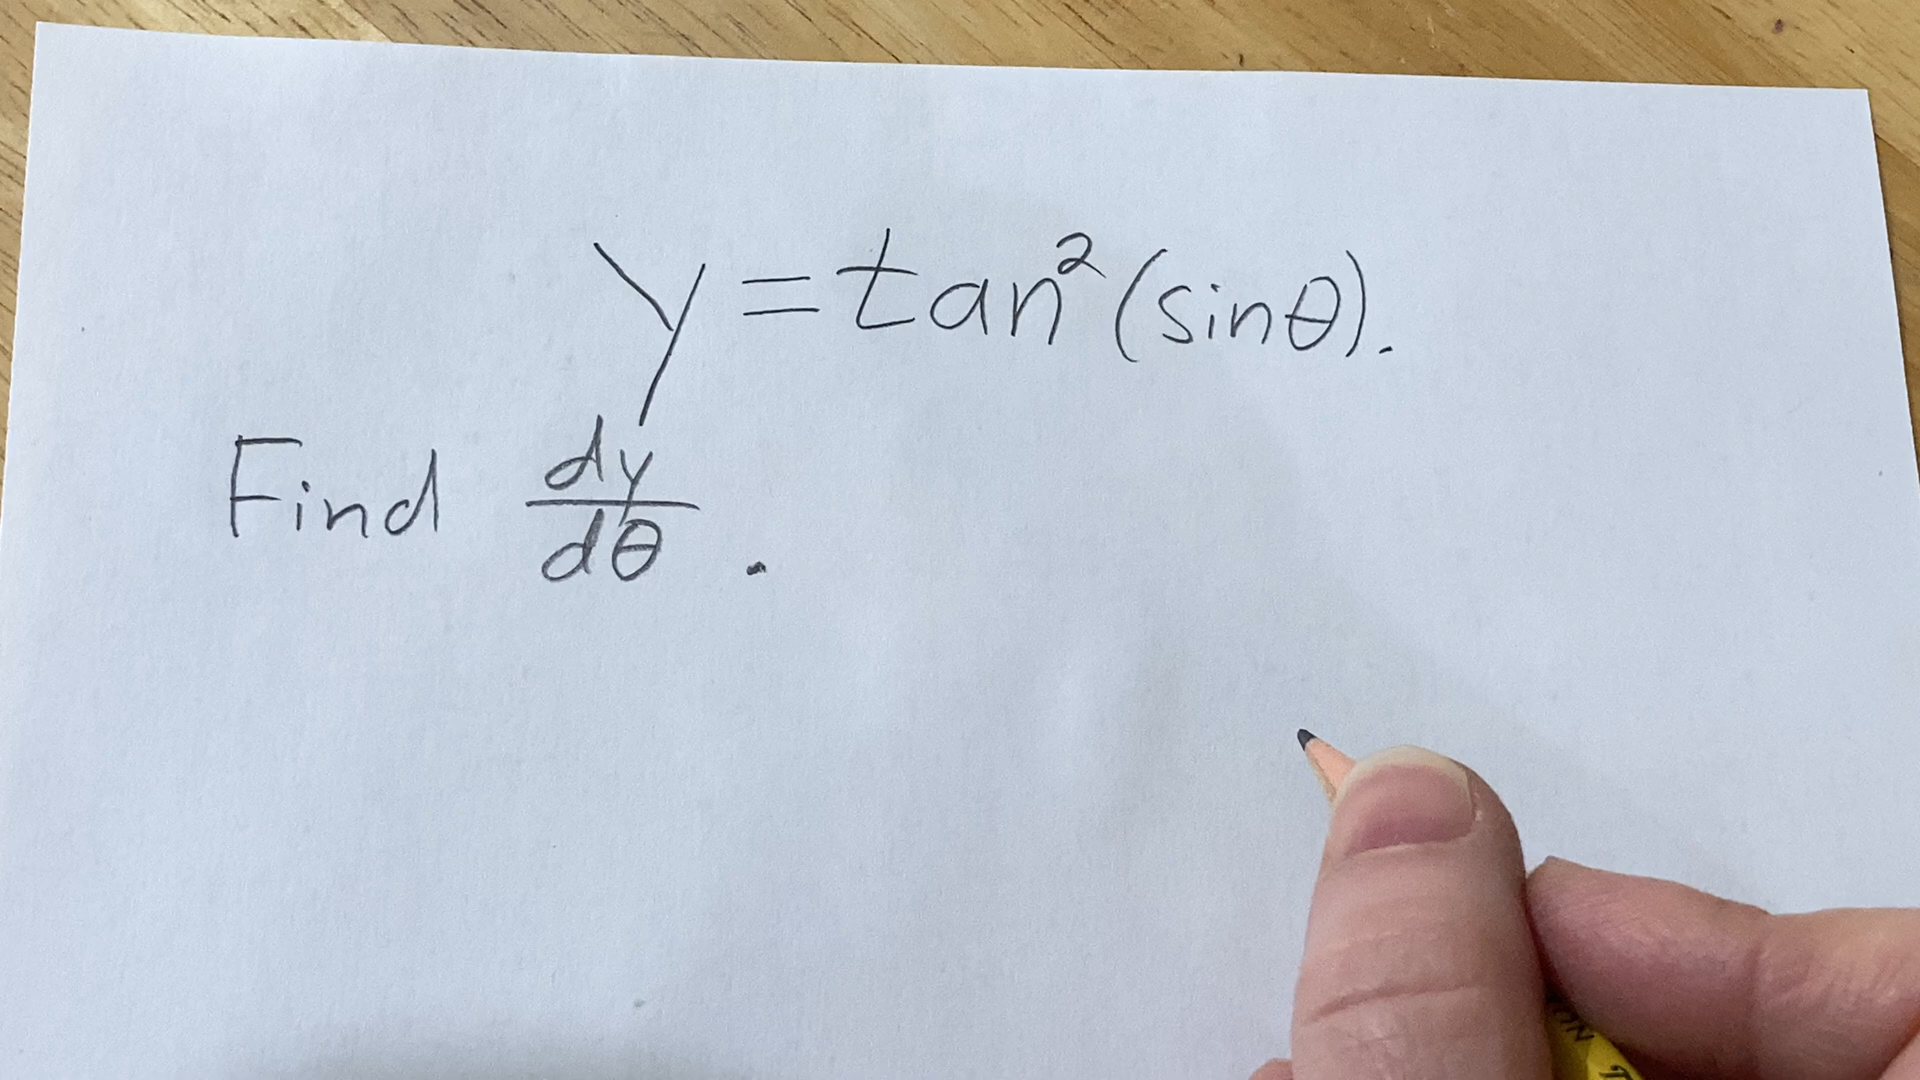 y = tan²(sinθ).
Find dy/dθ .